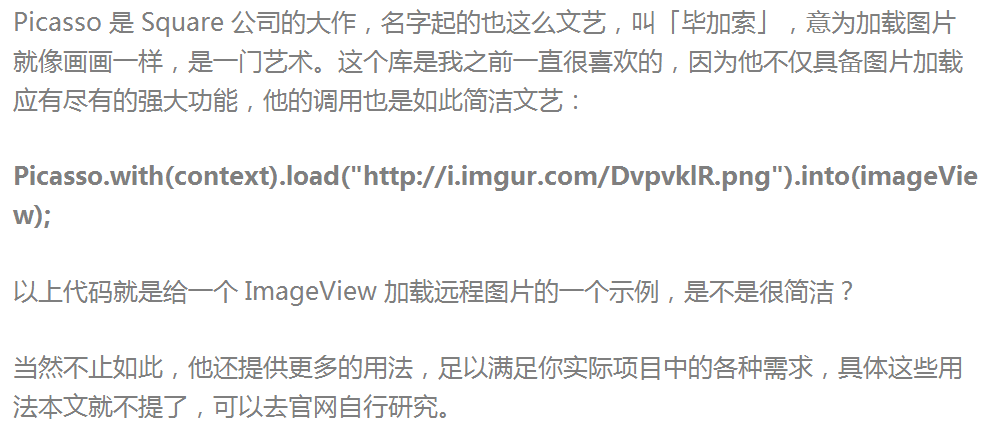 Picasso 是 Square 公司的大作，名字起的也这么文艺，叫「毕加索」，意为加载图片
就像画画一样，是一门艺术。这个库是我之前一直很喜欢的，因为他不仅具备图片加载
应有尽有的强大功能，他的调用也是如此简洁文艺：
Picasso.with(context).load("http://i.imgur.com/DvpvklR.png").into(imageVie
w);
以上代码就是给一个 ImageView 加载远程图片的一个示例，是不是很简洁？
当然不止如此，他还提供更多的用法，足以满足你实际项目中的各种需求，具体这些用
法本文就不提了，可以去官网自行研究。